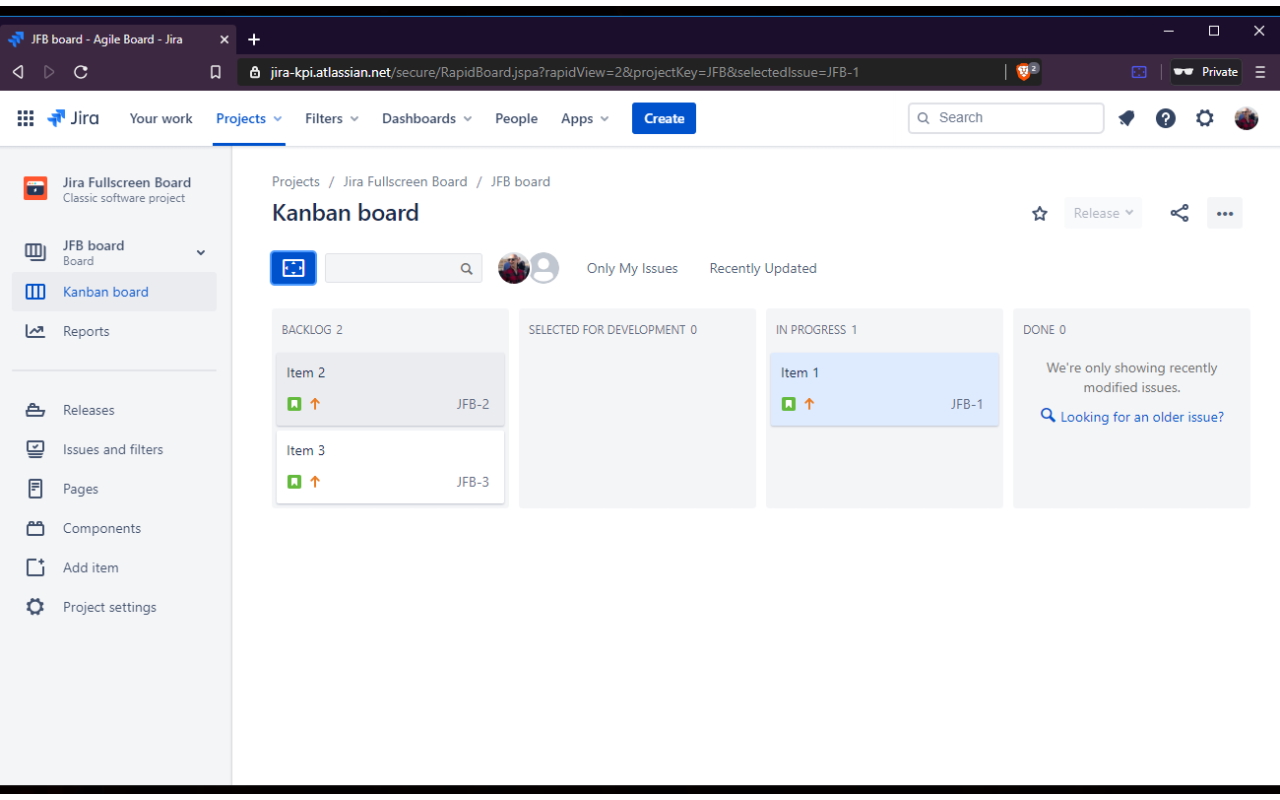 JFB board - Agile Board - Jira
jira-kpi.atlassian.net/secure/RapidBoard.jspa?rapidView=2&projectKey=JFB&selectedIssue=JFB-1
2
Private
Jira
Your work
Projects
Filters
Dashboards
People
Apps
Create
Search
Jira Fullscreen Board
Classic software project
JFB board
Board
Kanban board
Reports
Releases
Issues and filters
Pages
Components
Add item
Project settings
Projects / Jira Fullscreen Board / JFB board
Kanban board
Release
Only My Issues
Recently Updated
BACKLOG 2
Item 2
JFB-2
Item 3
JFB-3
SELECTED FOR DEVELOPMENT 0
IN PROGRESS 1
Item 1
JFB-1
DONE 0
We're only showing recently
modified issues.
Looking for an older issue?